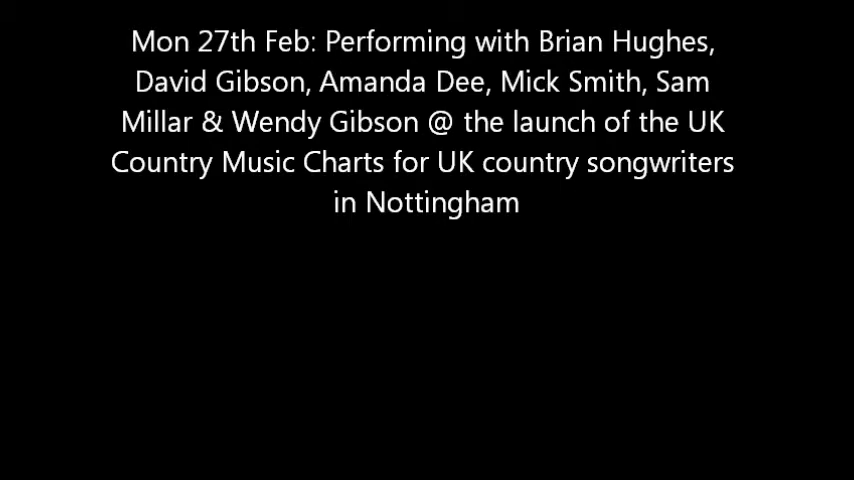 Mon 27th Feb: Performing with Brian Hughes,
David Gibson, Amanda Dee, Mick Smith, Sam
Millar & Wendy Gibson @ the launch of the UK
Country Music Charts for UK country songwriters
in Nottingham